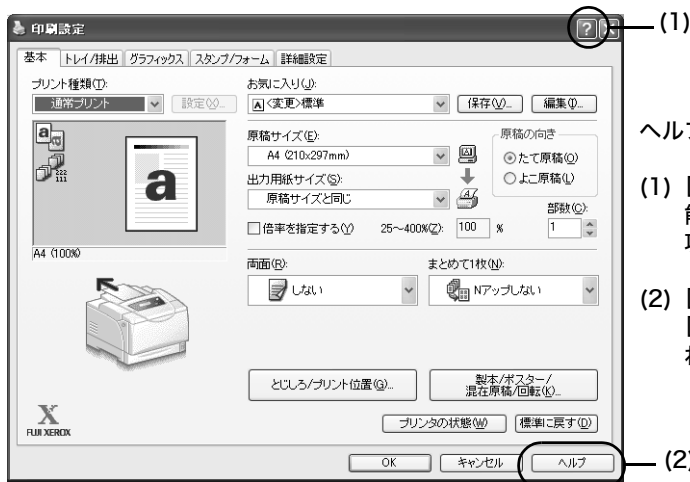 印刷設定
?
(1)
基本 トレイ/排出 グラフィックス スタンプ/フォーム 詳細設定
プリント種類(T):
通常プリント
設定(X)...
お気に入り(J):
A <変更>標準
保存(V)...
編集(I)...
原稿サイズ(E):
A4 (210x297mm)
原稿の向き
たて原稿(O)
よこ原稿(L)
出力用紙サイズ(S):
原稿サイズと同じ
部数(C):
倍率を指定する(Y) 25～400%(Z): 100 %
1
a
A4 (100%)
両面(R):
しない
まとめて1枚(N):
Nアップしない
とじしろ/プリント位置(G)...
製本/ポスター/
混在原稿/回転(K)...
FUJI XEROX
プリンタの状態(W)
標準に戻す(D)
OK
キャンセル
ヘルプ
(2)
(1)
(2)